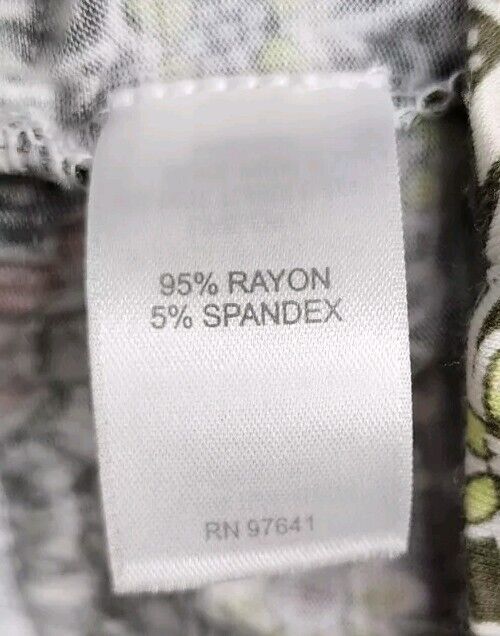 95% RAYON
5% SPANDEX
RN 97641